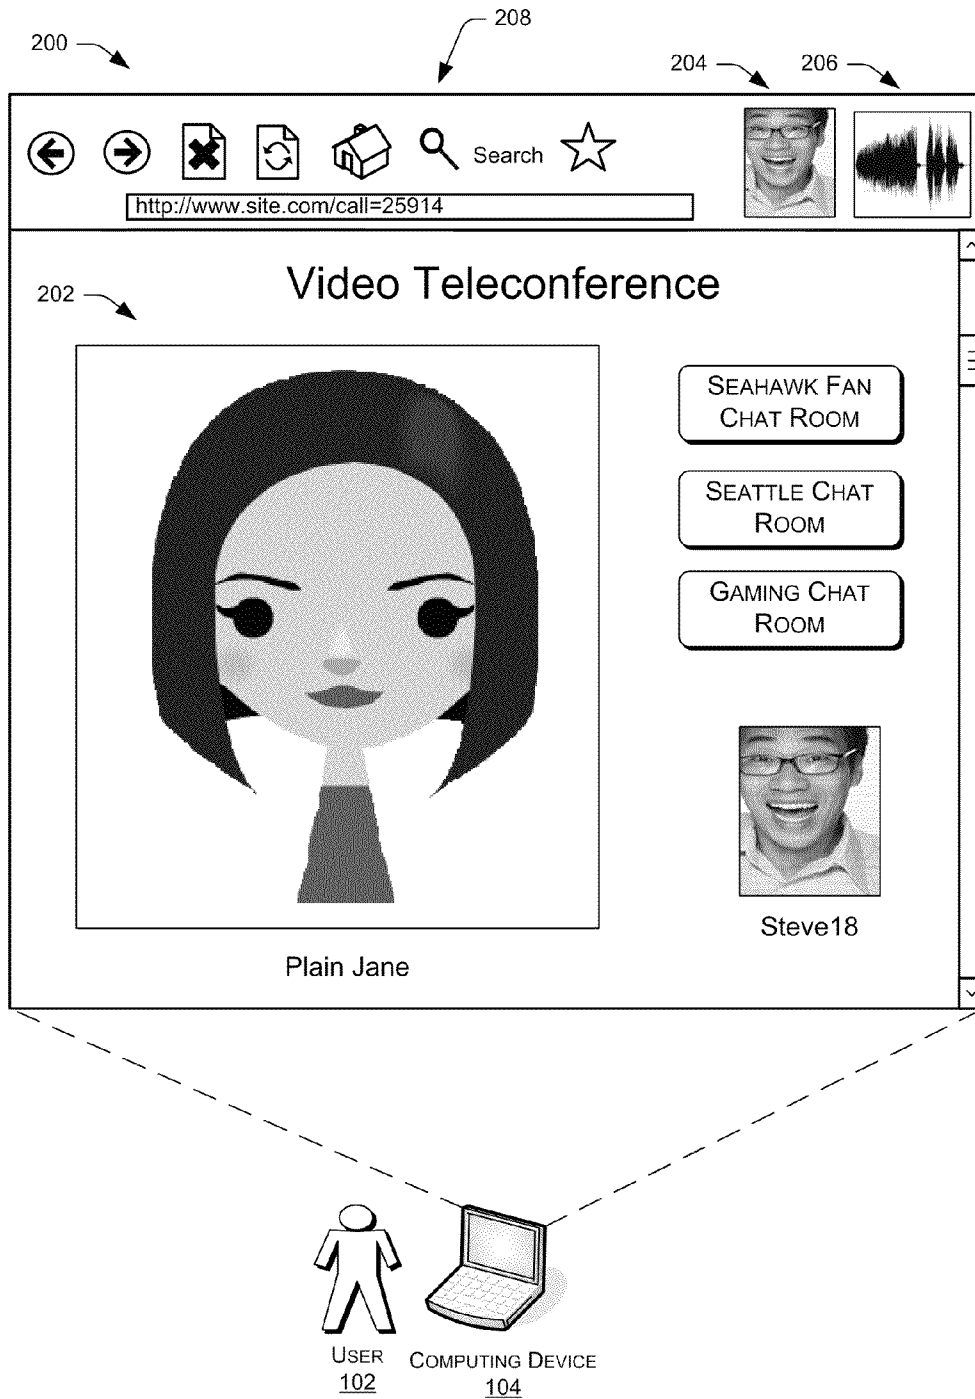 208
200
204
206
Search
http://www.site.com/call=25914
Video Teleconference
202
SEAHAWK FAN
CHAT ROOM
SEATTLE CHAT
ROOM
GAMING CHAT
ROOM
Steve18
Plain Jane
USER
102
COMPUTING DEVICE
104